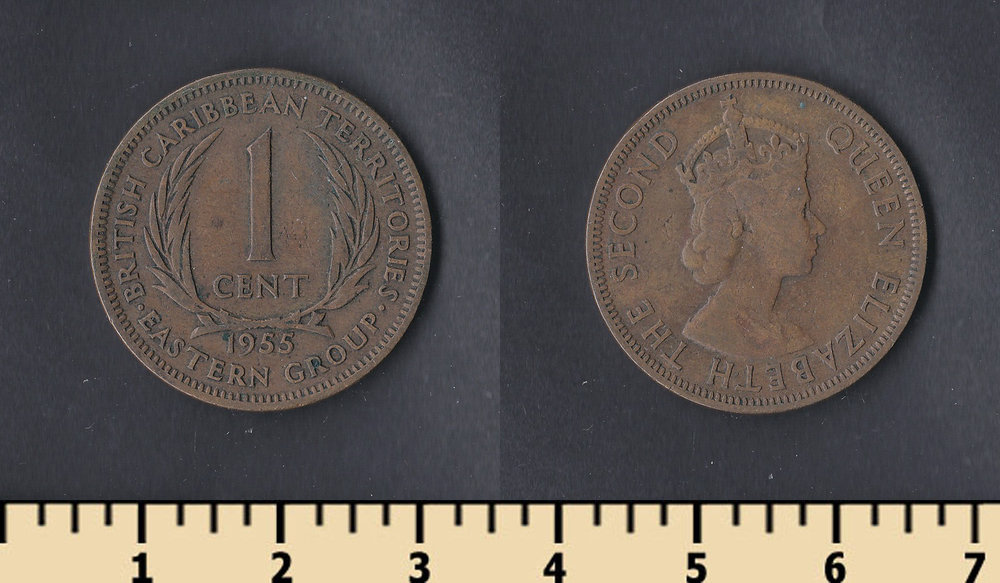 BRITISH CARIBBEAN TERRITORIES
1
CENT
1955
· EASTERN GROUP ·
QUEEN ELIZABETH THE SECOND
1 2 3 4 5 6 7